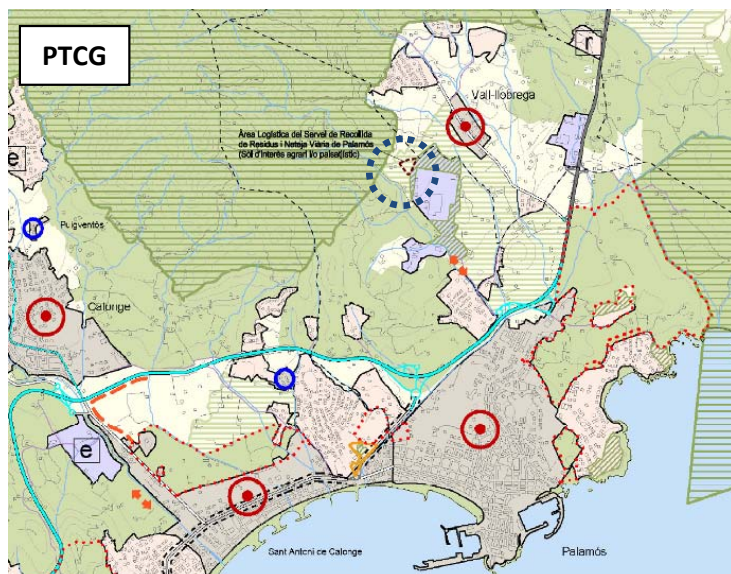 PTCG
r
Vall-llobrega
Àrea Logística del Servei de Recollida
de Residus i Neteja Viària de Palamós
(Sòl d'interès agrari i/o paisatgístic)
e
r
Puigventós
Calonge
e
Sant Antoni de Calonge
Palamós